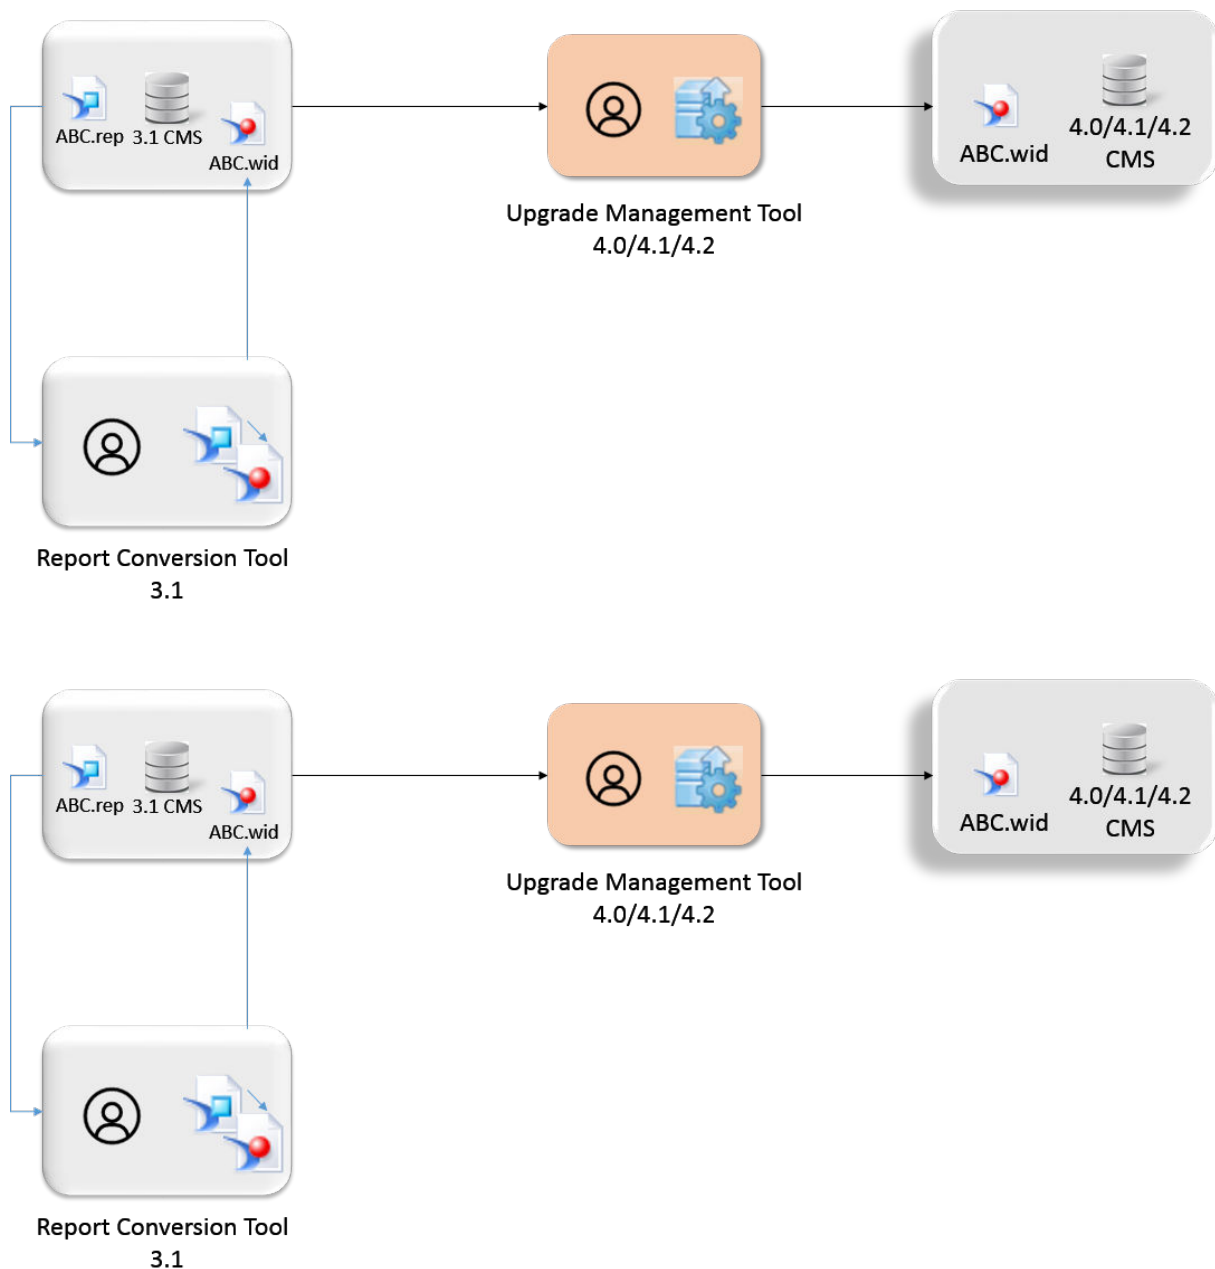 ABC.rep 3.1 CMS
ABC.wid
ABC.wid
4.0/4.1/4.2
CMS
Upgrade Management Tool
4.0/4.1/4.2
Report Conversion Tool
3.1
ABC.rep 3.1 CMS
ABC.wid
ABC.wid
4.0/4.1/4.2
CMS
Upgrade Management Tool
4.0/4.1/4.2
Report Conversion Tool
3.1